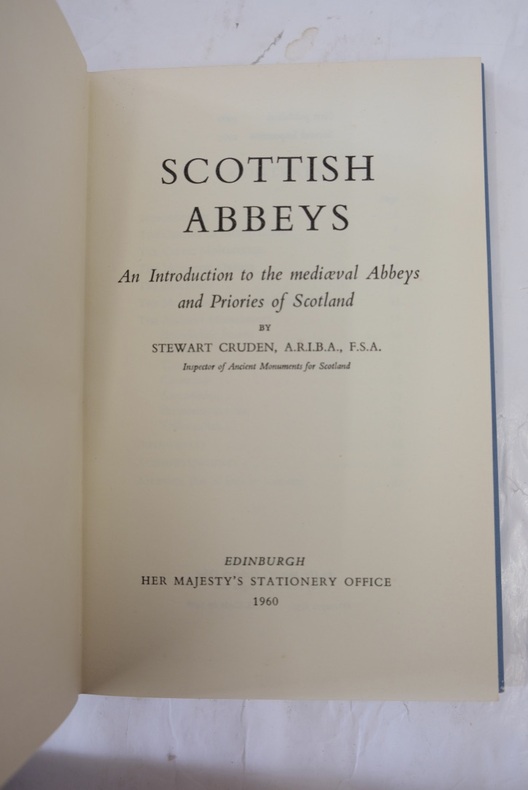 SCOTTISH
ABBEYS
An Introduction to the mediæval Abbeys
and Priories of Scotland
BY
STEWART CRUDEN, A.R.I.B.A., F.S.A.
Inspector of Ancient Monuments for Scotland
EDINBURGH
HER MAJESTY'S STATIONERY OFFICE
1960